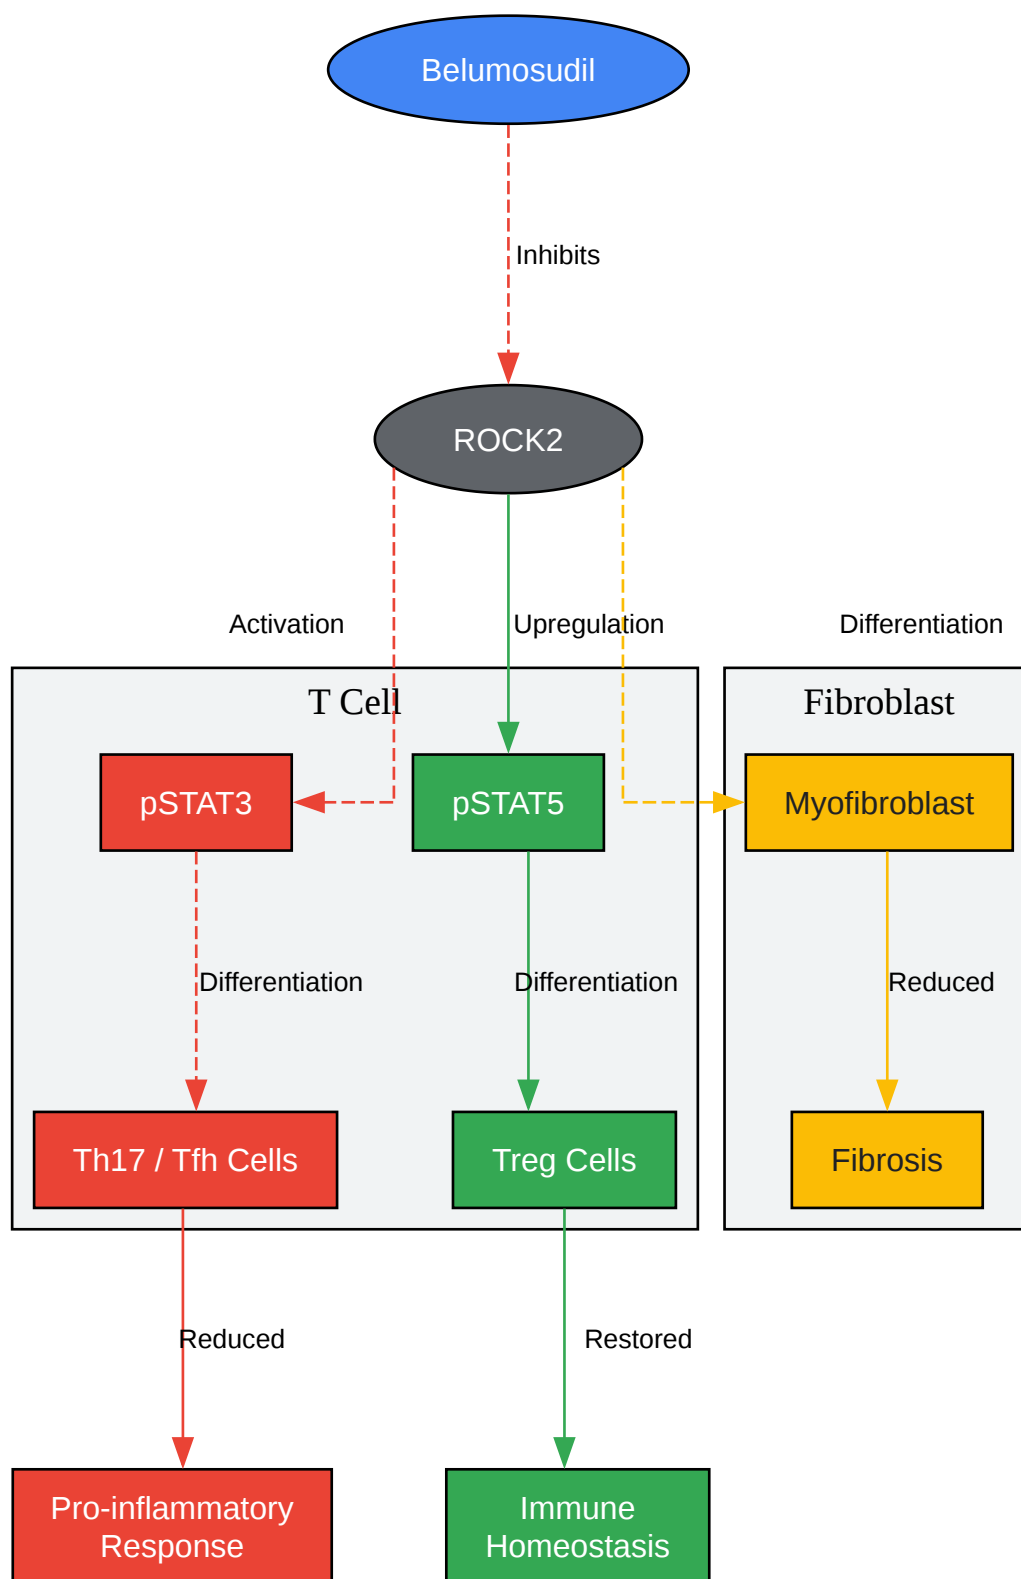 Belumosudil
Inhibits
ROCK2
Activation
Upregulation
Differentiation
T Cell
Fibroblast
pSTAT3
pSTAT5
Myofibroblast
Differentiation
Differentiation
Reduced
Th17 / Tfh Cells
Treg Cells
Fibrosis
Reduced
Restored
Pro-inflammatory
Response
Immune
Homeostasis